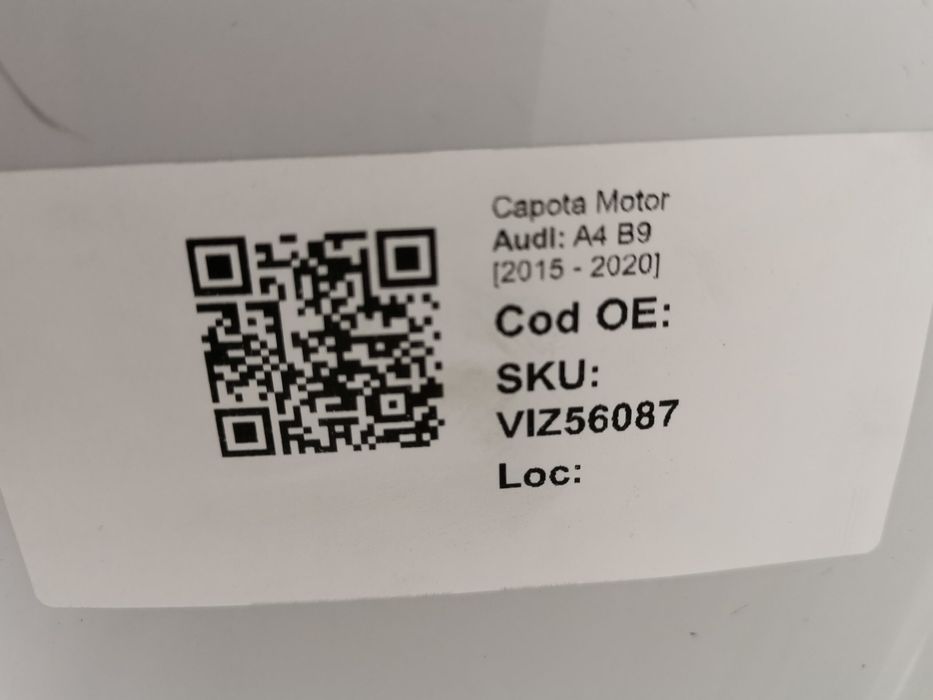 Capota Motor
Audi: A4 B9
[2015 - 2020]
Cod OE:
SKU:
VIZ56087
Loc: